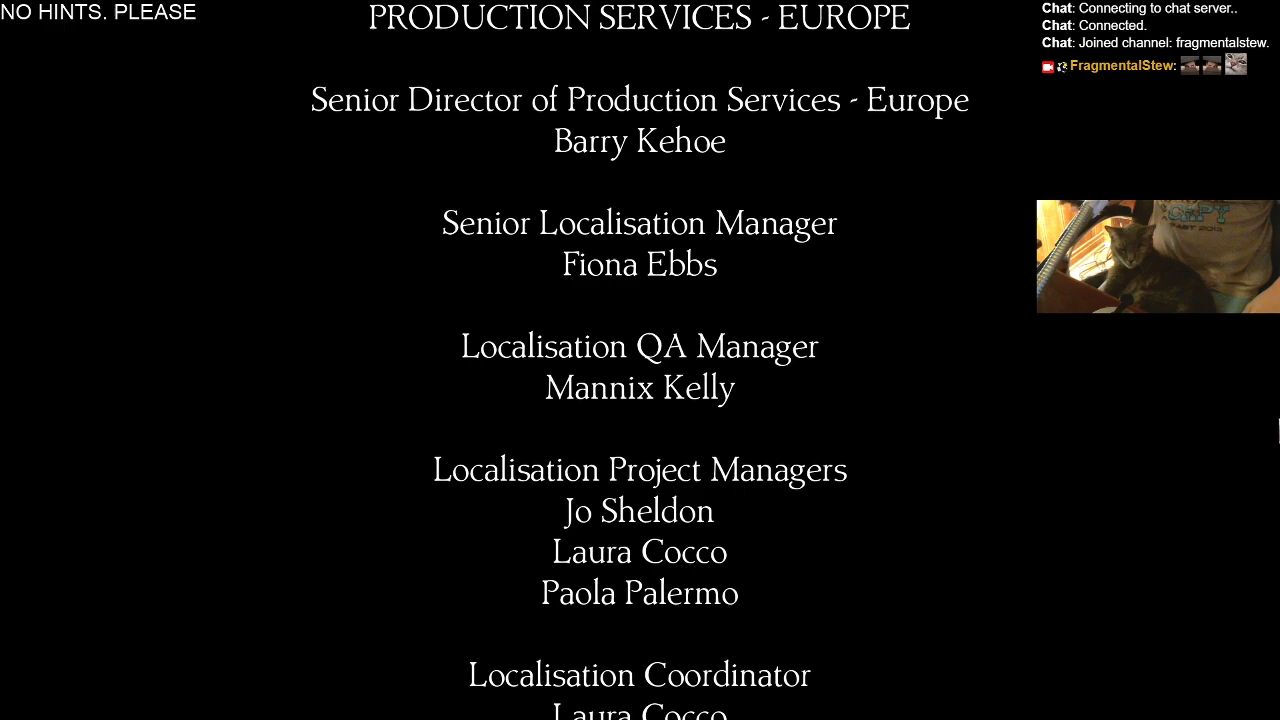 NO HINTS. PLEASE
PRODUCTION SERVICES - EUROPE
Senior Director of Production Services - Europe
Barry Kehoe
Senior Localisation Manager
Fiona Ebbs
Localisation QA Manager
Mannix Kelly
Localisation Project Managers
Jo Sheldon
Laura Cocco
Paola Palermo
Localisation Coordinator
Laura Cocco
Chat: Connecting to chat server..
Chat: Connected.
Chat: Joined channel: fragmentalstew.
FragmentalStew: